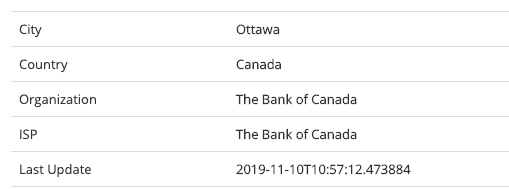 City Ottawa
Country Canada
Organization The Bank of Canada
ISP The Bank of Canada
Last Update 2019-11-10T10:57:12.473884